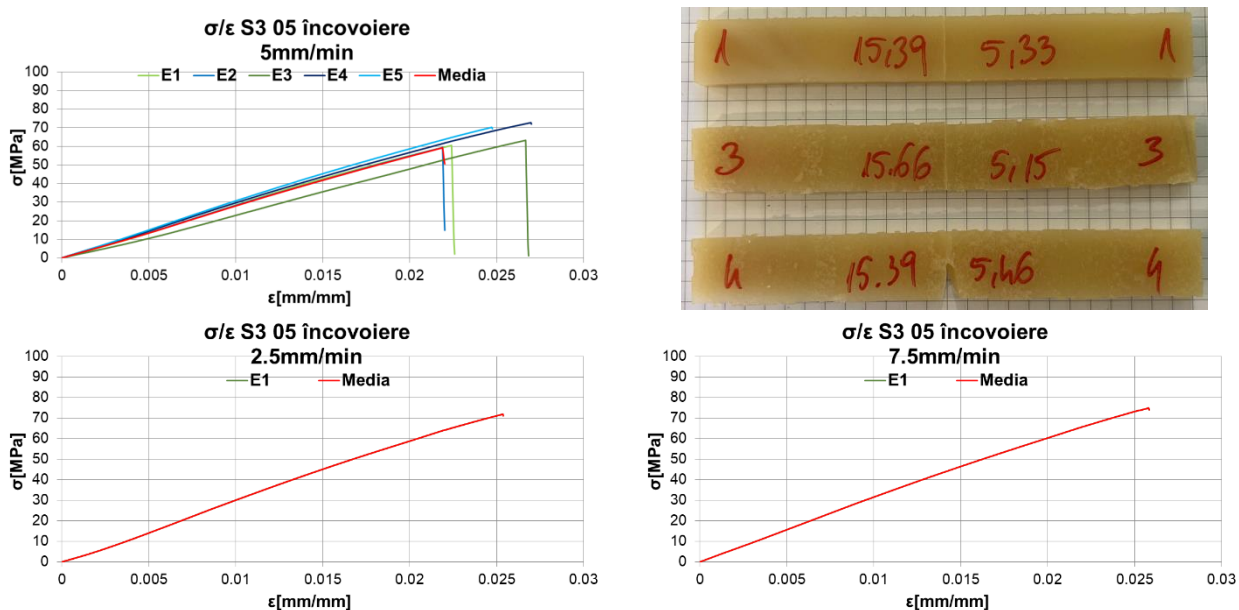 σ/ε S3 05 încovoiere
5mm/min
E1 E2 E3 E4 E5 Media
σ[MPa]
100
90
80
70
60
50
40
30
20
10
0
0 0.005 0.01 0.015 0.02 0.025 0.03
ε[mm/mm]
1 15,39 5,33 1
3 15.66 5,15 3
4 15.39 5,46 4
σ/ε S3 05 încovoiere
2.5mm/min
E1 Media
σ[MPa]
100
90
80
70
60
50
40
30
20
10
0
0 0.005 0.01 0.015 0.02 0.025 0.03
ε[mm/mm]
σ/ε S3 05 încovoiere
7.5mm/min
E1 Media
σ[MPa]
100
90
80
70
60
50
40
30
20
10
0
0 0.005 0.01 0.015 0.02 0.025 0.03
ε[mm/mm]